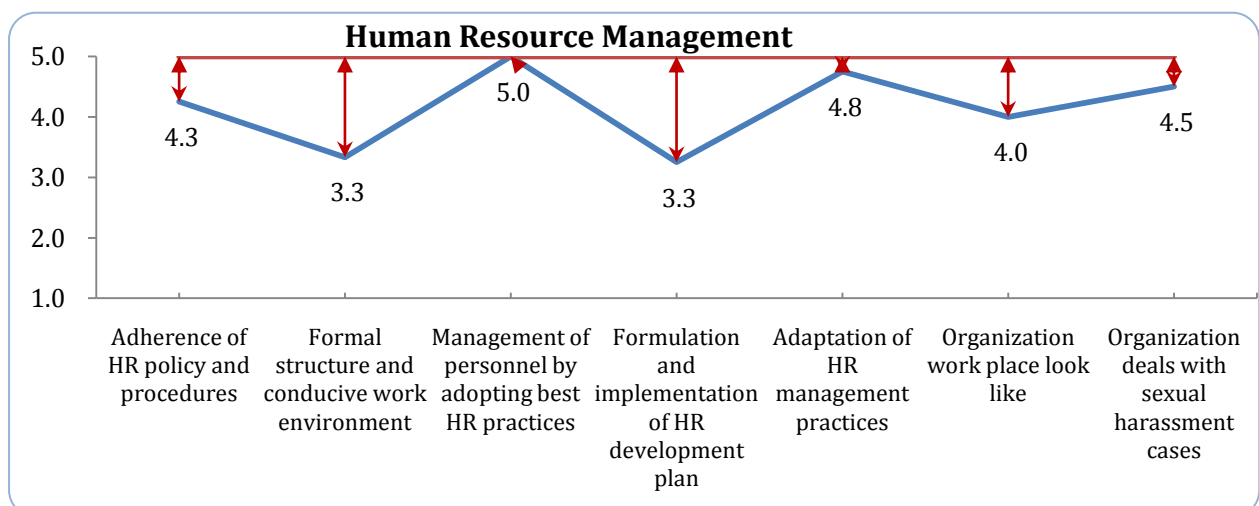 Human Resource Management
5.0
4.0
3.0
2.0
1.0
4.3
3.3
5.0
3.3
4.8
4.0
4.5
Adherence of
HR policy and
procedures
Formal
structure and
conducive work
environment
Management of
personnel by
adopting best
HR practices
Formulation
and
implementation
of HR
development
plan
Adaptation of
HR
management
practices
Organization
work place look
like
Organization
deals with
sexual
harassment
cases